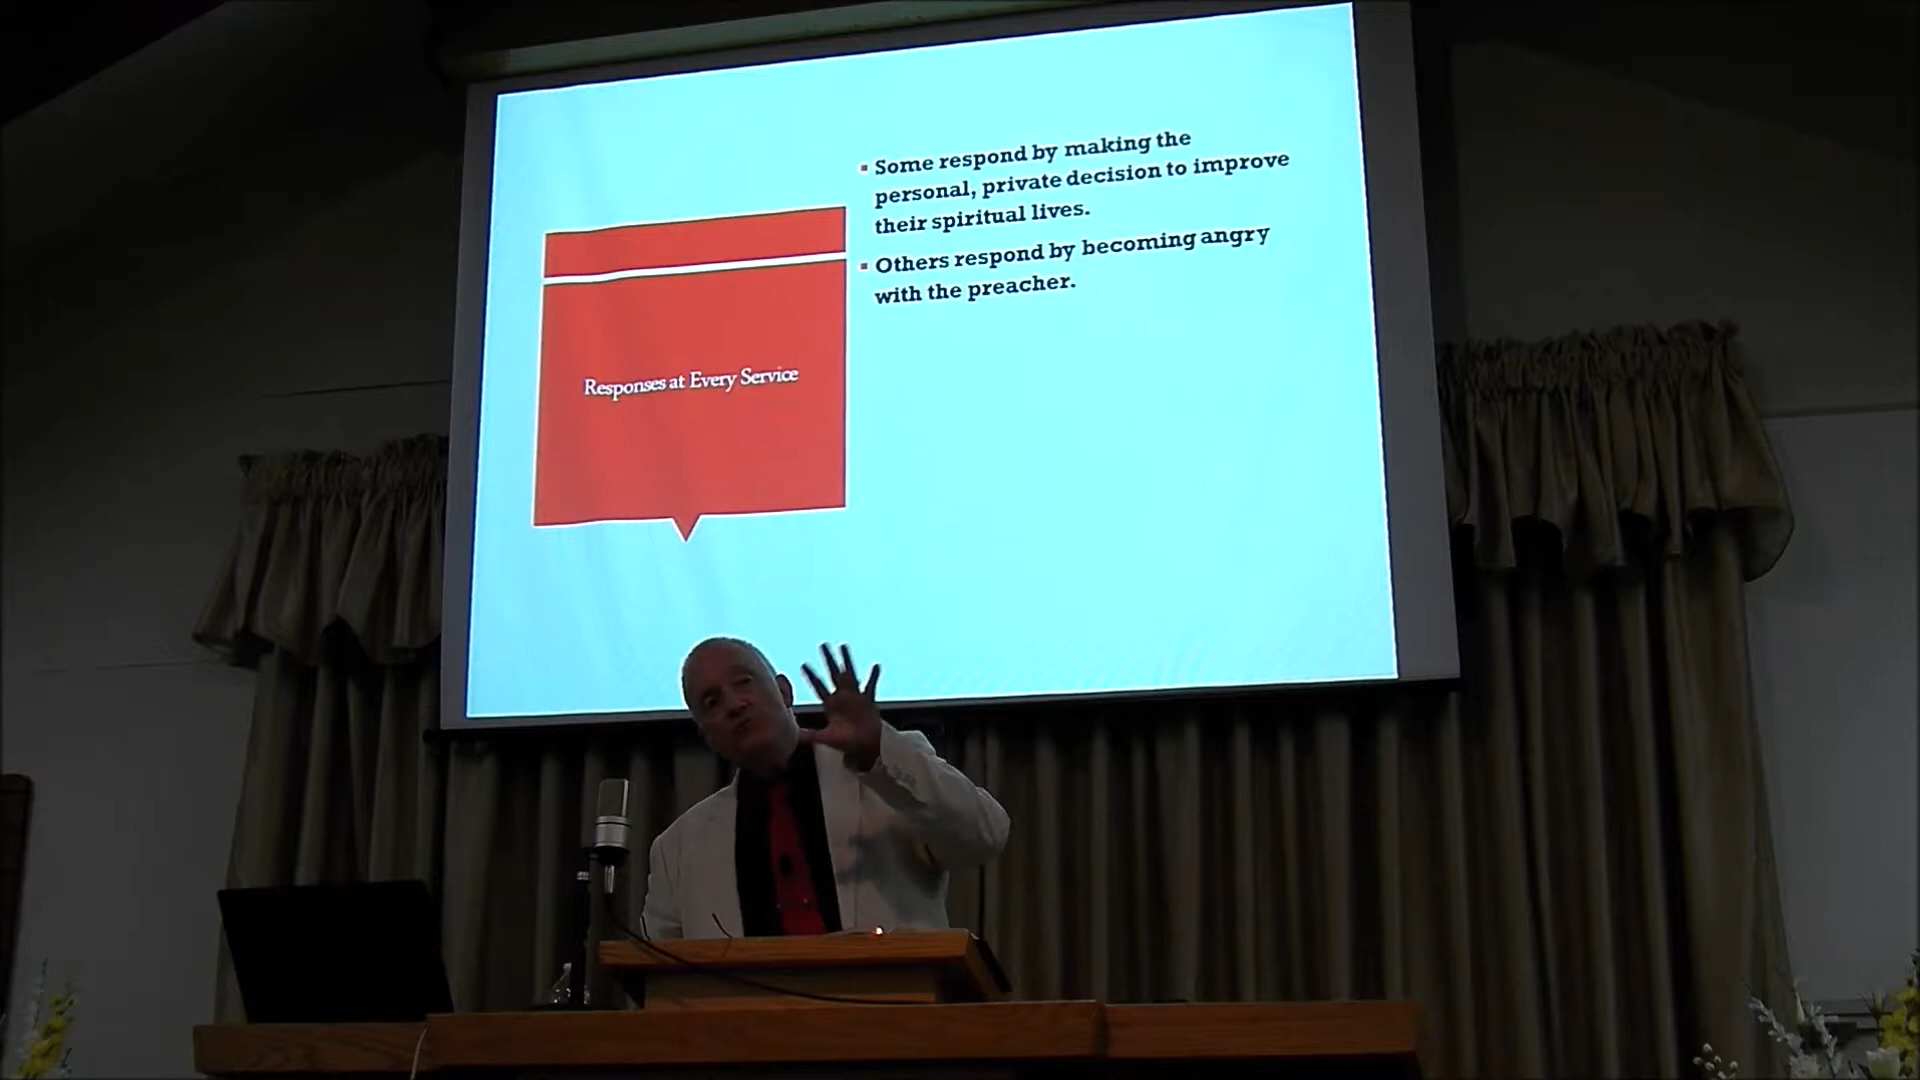 Responses at Every Service
▪ Some respond by making the
personal, private decision to improve
their spiritual lives.
▪ Others respond by becoming angry
with the preacher.